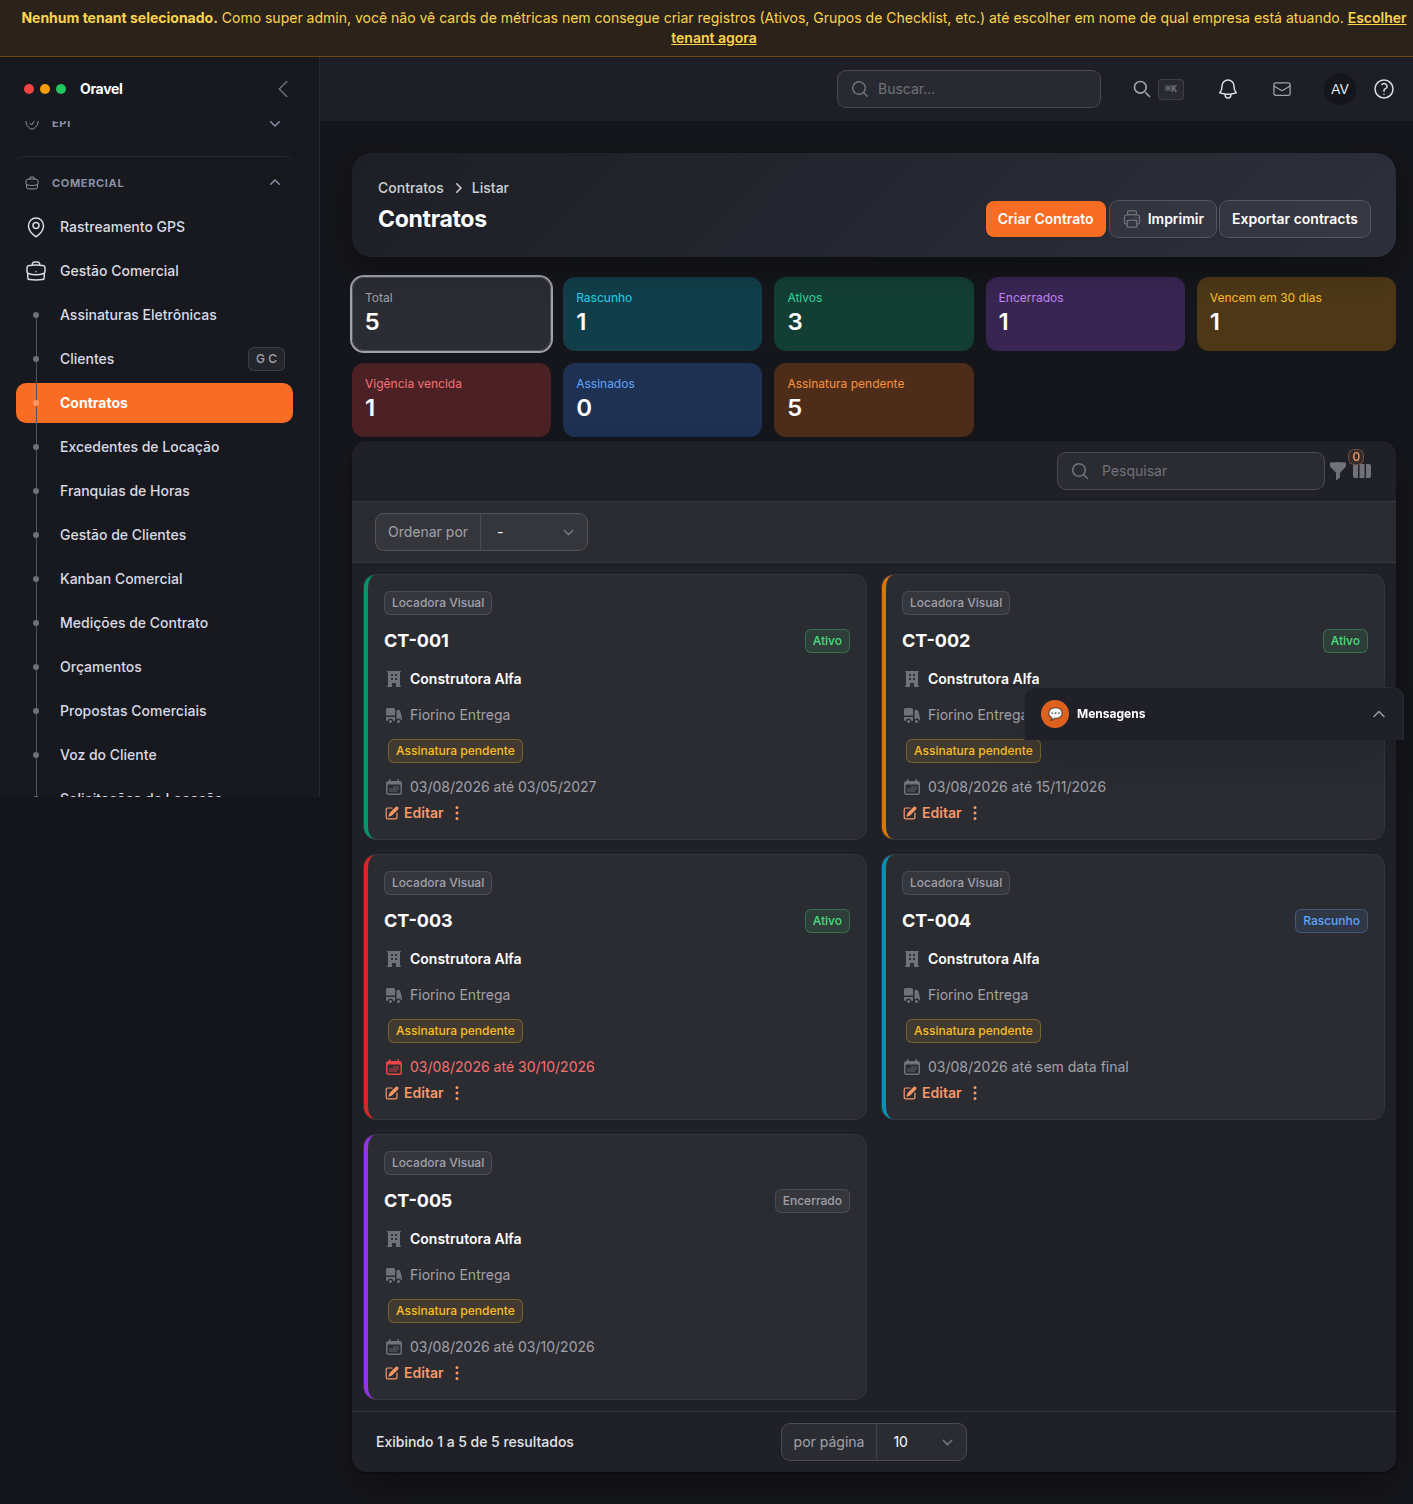 Nenhum tenant selecionado. Como super admin, você não vê cards de métricas nem consegue criar registros (Ativos, Grupos de Checklist, etc.) até escolher em nome de qual empresa está atuando. Escolher
tenant agora
Oravel
Buscar...
⌘K
AV
EPI
COMERCIAL
Rastreamento GPS
Gestão Comercial
Assinaturas Eletrônicas
Clientes
G C
Contratos
Excedentes de Locação
Franquias de Horas
Gestão de Clientes
Kanban Comercial
Medições de Contrato
Orçamentos
Propostas Comerciais
Voz do Cliente
Solicitações de Locação
Contratos > Listar
Contratos
Criar Contrato
Imprimir
Exportar contracts
Total
5
Rascunho
1
Ativos
3
Encerrados
1
Vencem em 30 dias
1
Vigência vencida
1
Assinados
0
Assinatura pendente
5
Pesquisar
0
Ordenar por
-
Locadora Visual
CT-001
Ativo
Construtora Alfa
Fiorino Entrega
Assinatura pendente
03/08/2026 até 03/05/2027
Editar
Locadora Visual
CT-002
Ativo
Construtora Alfa
Fiorino Entrega
Assinatura pendente
03/08/2026 até 15/11/2026
Editar
Mensagens
Locadora Visual
CT-003
Ativo
Construtora Alfa
Fiorino Entrega
Assinatura pendente
03/08/2026 até 30/10/2026
Editar
Locadora Visual
CT-004
Rascunho
Construtora Alfa
Fiorino Entrega
Assinatura pendente
03/08/2026 até sem data final
Editar
Locadora Visual
CT-005
Encerrado
Construtora Alfa
Fiorino Entrega
Assinatura pendente
03/08/2026 até 03/10/2026
Editar
Exibindo 1 a 5 de 5 resultados
por página
10